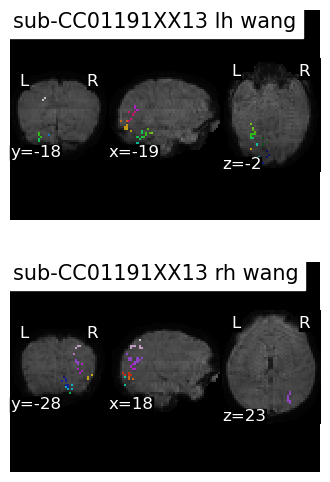 sub-CC01191XX13 lh wang
L R L R
y=-18 x=-19 z=-2
sub-CC01191XX13 rh wang
L R L R
y=-28 x=18 z=23